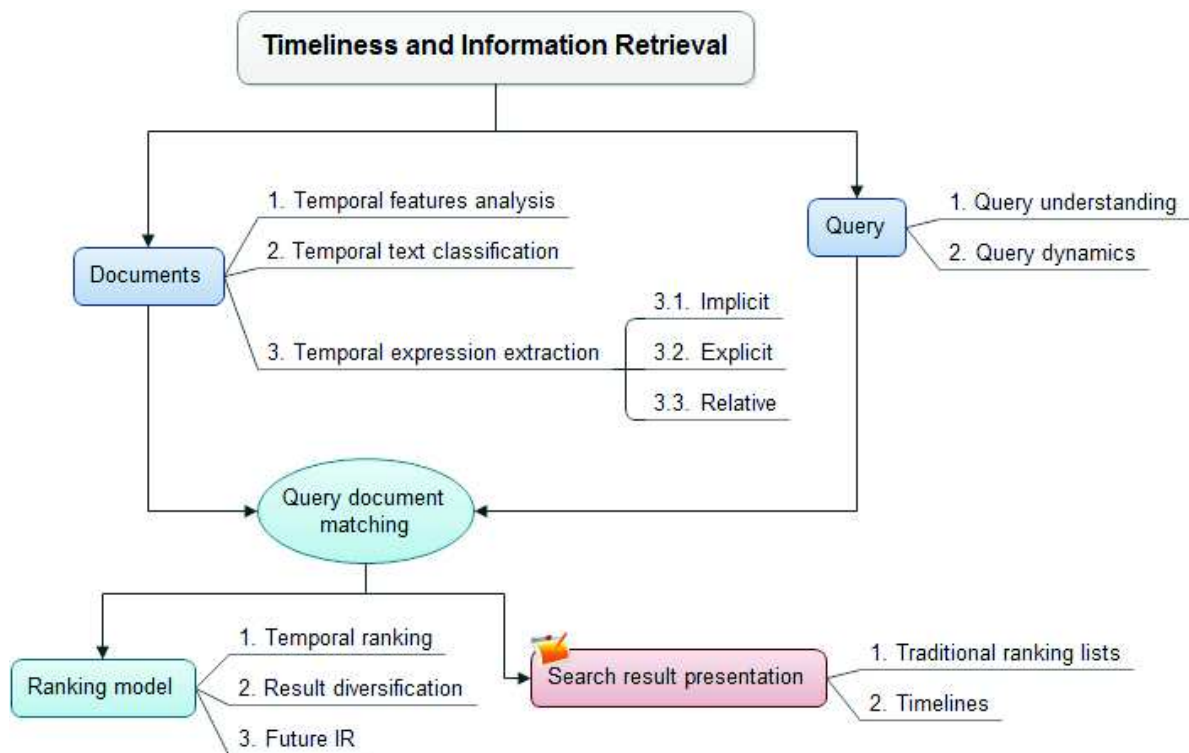 Timeliness and Information Retrieval
1. Temporal features analysis
2. Temporal text classification
Documents
3. Temporal expression extraction
3.1. Implicit
3.2. Explicit
3.3. Relative
Query
1. Query understanding
2. Query dynamics
Query document
matching
Ranking model
1. Temporal ranking
2. Result diversification
3. Future IR
Search result presentation
1. Traditional ranking lists
2. Timelines